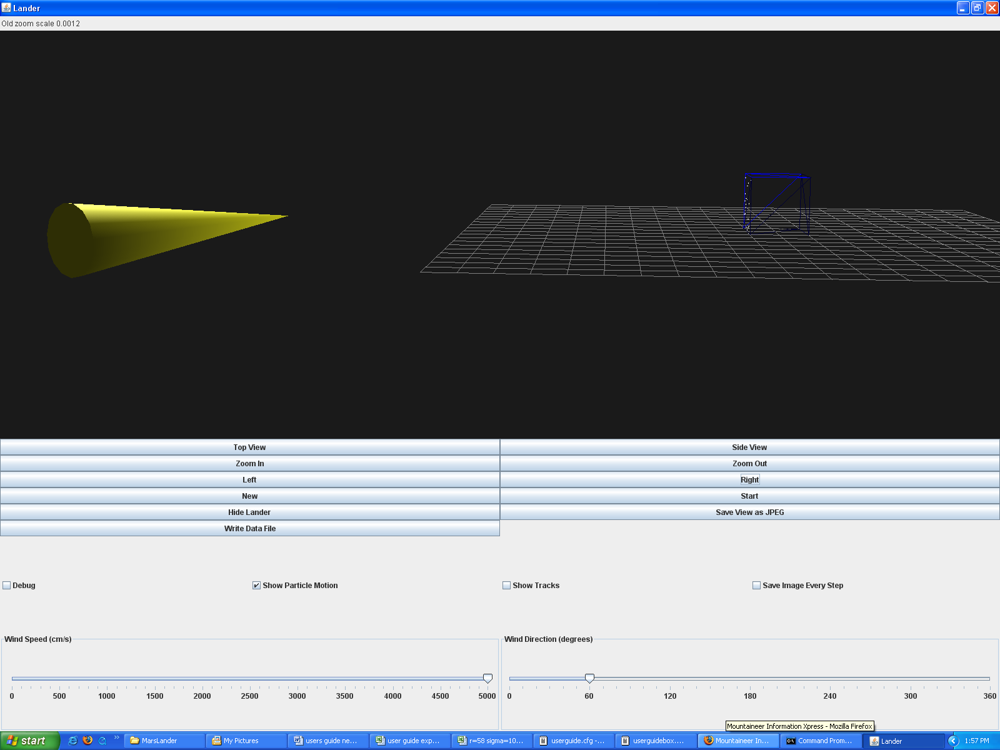 Lander
Old zoom scale 0.0012
Top View
Side View
Zoom In
Zoom Out
Left
Right
New
Start
Hide Lander
Save View as JPEG
Write Data File
Debug
Show Particle Motion
Show Tracks
Save Image Every Step
Wind Speed (cm/s)
0 500 1000 1500 2000 2500 3000 3500 4000 4500 5000
Wind Direction (degrees)
0 60 120 180 240 300 360
Mountaineer Information Xpress - Mozilla Firefox
start
MarsLander
My Pictures
users guide ne...
user guide exp...
r=58 sigma=10...
userguide.cfg -...
userguidebox....
Mountaineer In...
Command Prom...
Lander
1:57 PM